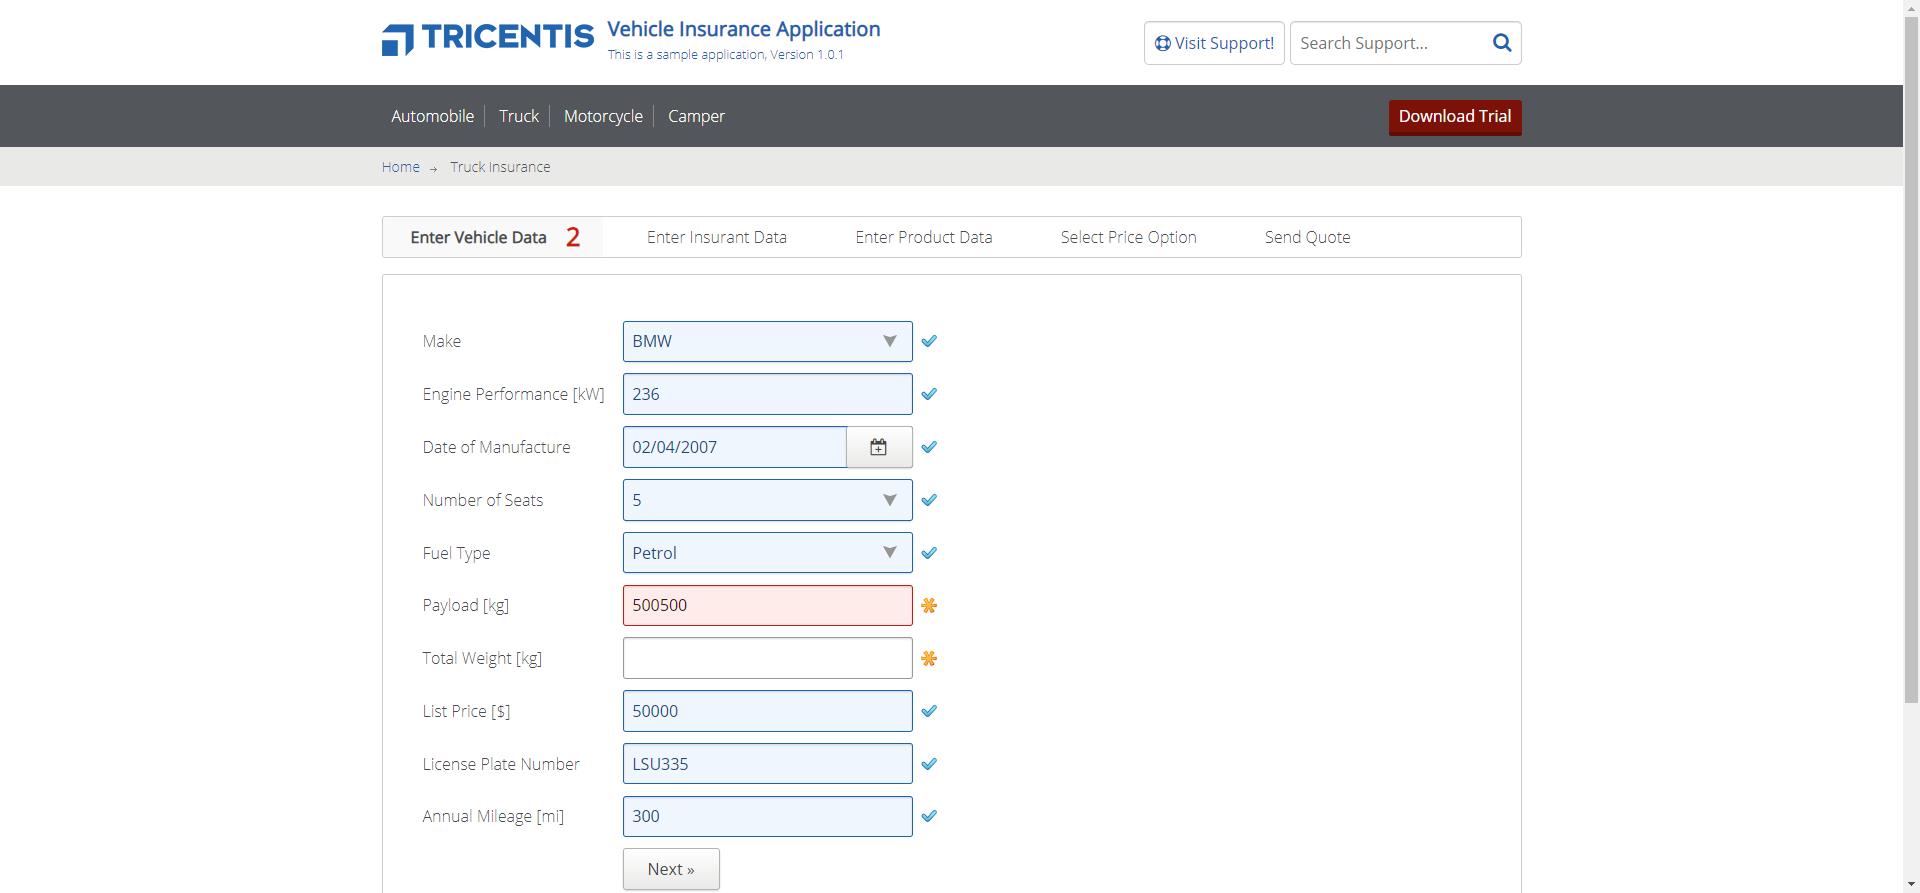 TRICENTIS
Vehicle Insurance Application
This is a sample application, Version 1.0.1
Visit Support!
Search Support...
Automobile
Truck
Motorcycle
Camper
Download Trial
Home → Truck Insurance
Enter Vehicle Data 2
Enter Insurant Data
Enter Product Data
Select Price Option
Send Quote
Make
BMW
Engine Performance [kW]
236
Date of Manufacture
02/04/2007
Number of Seats
5
Fuel Type
Petrol
Payload [kg]
500500
Total Weight [kg]
List Price [$]
50000
License Plate Number
LSU335
Annual Mileage [mi]
300
Next »